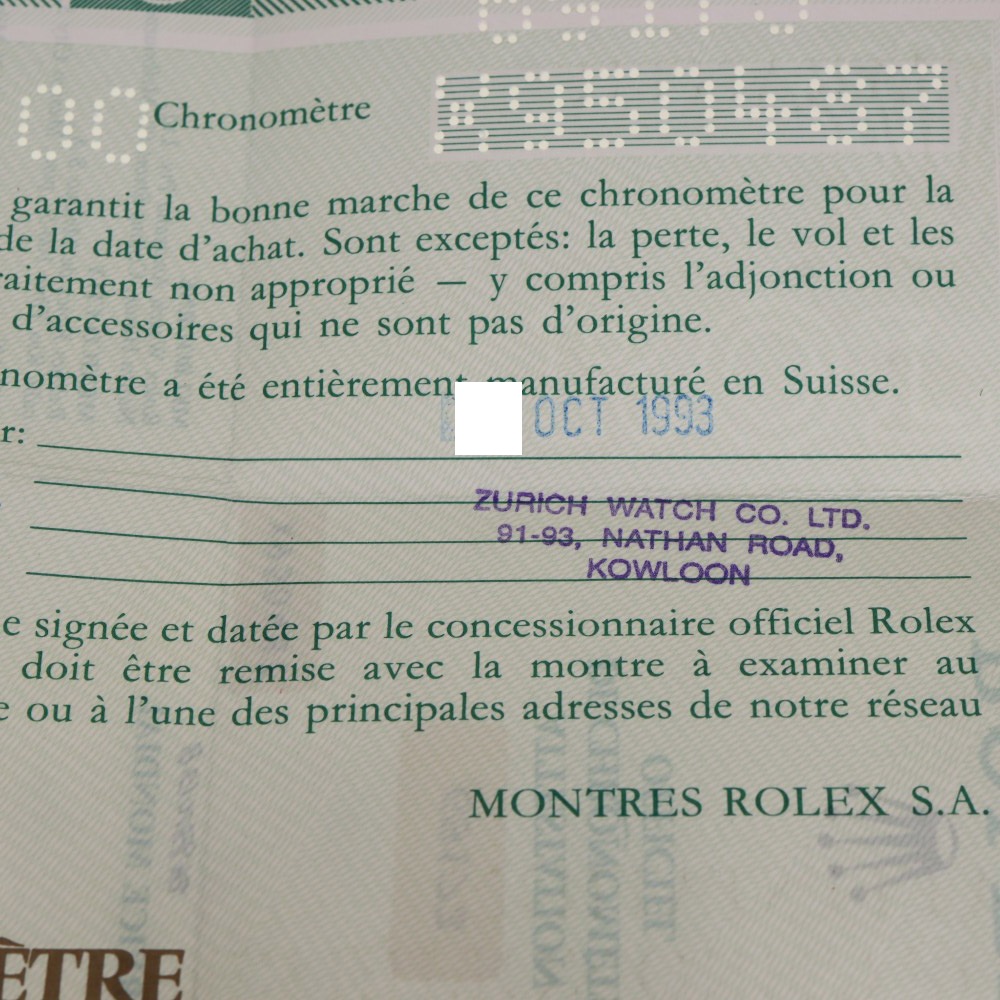 OO Chronomètre
garantit la bonne marche de ce chronomètre pour la
de la date d'achat. Sont exceptés: la perte, le vol et les
raitement non approprié — y compris l'adjonction ou
d'accessoires qui ne sont pas d'origine.
nomètre a été entièrement manufacturé en Suisse.
OCT 1993
r:
ZURICH WATCH CO. LTD.
91-93, NATHAN ROAD,
KOWLOON
e signée et datée par le concessionnaire officiel Rolex
doit être remise avec la montre à examiner au
e ou à l'une des principales adresses de notre réseau
MONTRES ROLEX S.A.
ÈTRE